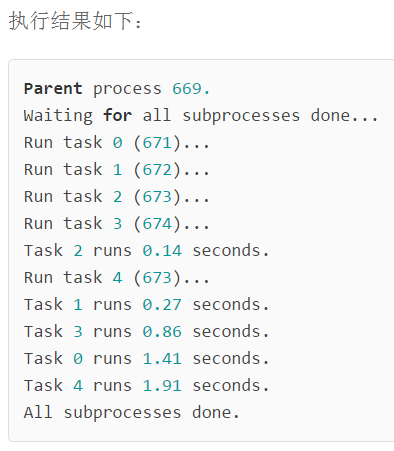 执行结果如下：
Parent process 669.
Waiting for all subprocesses done...
Run task 0 (671)...
Run task 1 (672)...
Run task 2 (673)...
Run task 3 (674)...
Task 2 runs 0.14 seconds.
Run task 4 (673)...
Task 1 runs 0.27 seconds.
Task 3 runs 0.86 seconds.
Task 0 runs 1.41 seconds.
Task 4 runs 1.91 seconds.
All subprocesses done.